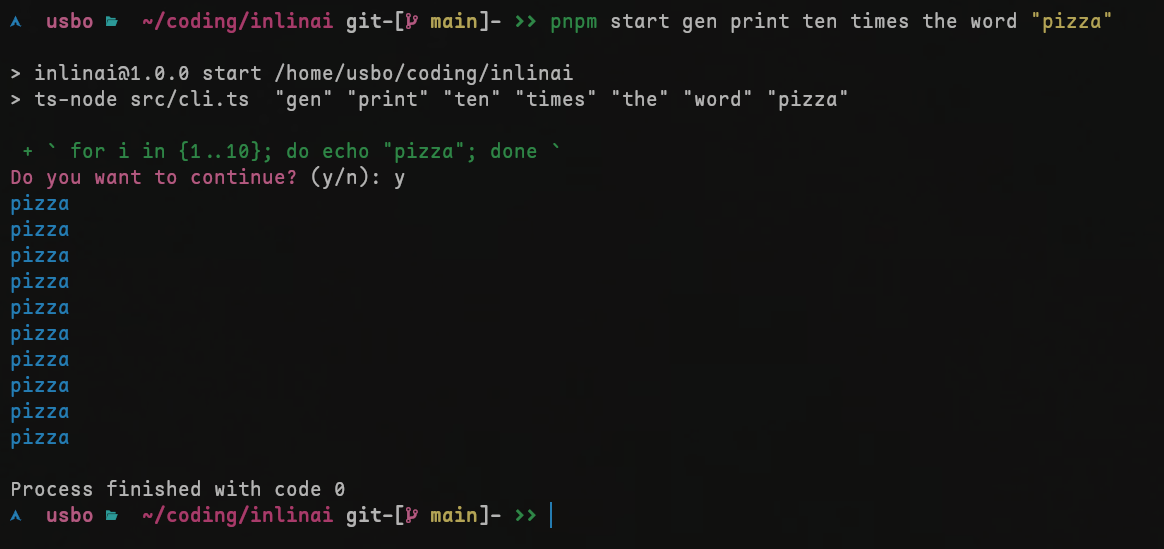 usbo ~/coding/inlinai git-[ main]- >> pnpm start gen print ten times the word "pizza"
> inlinai@1.0.0 start /home/usbo/coding/inlinai
> ts-node src/cli.ts  "gen" "print" "ten" "times" "the" "word" "pizza"
+ ` for i in {1..10}; do echo "pizza"; done `
Do you want to continue? (y/n): y
pizza
pizza
pizza
pizza
pizza
pizza
pizza
pizza
pizza
pizza
Process finished with code 0
usbo ~/coding/inlinai git-[ main]- >>